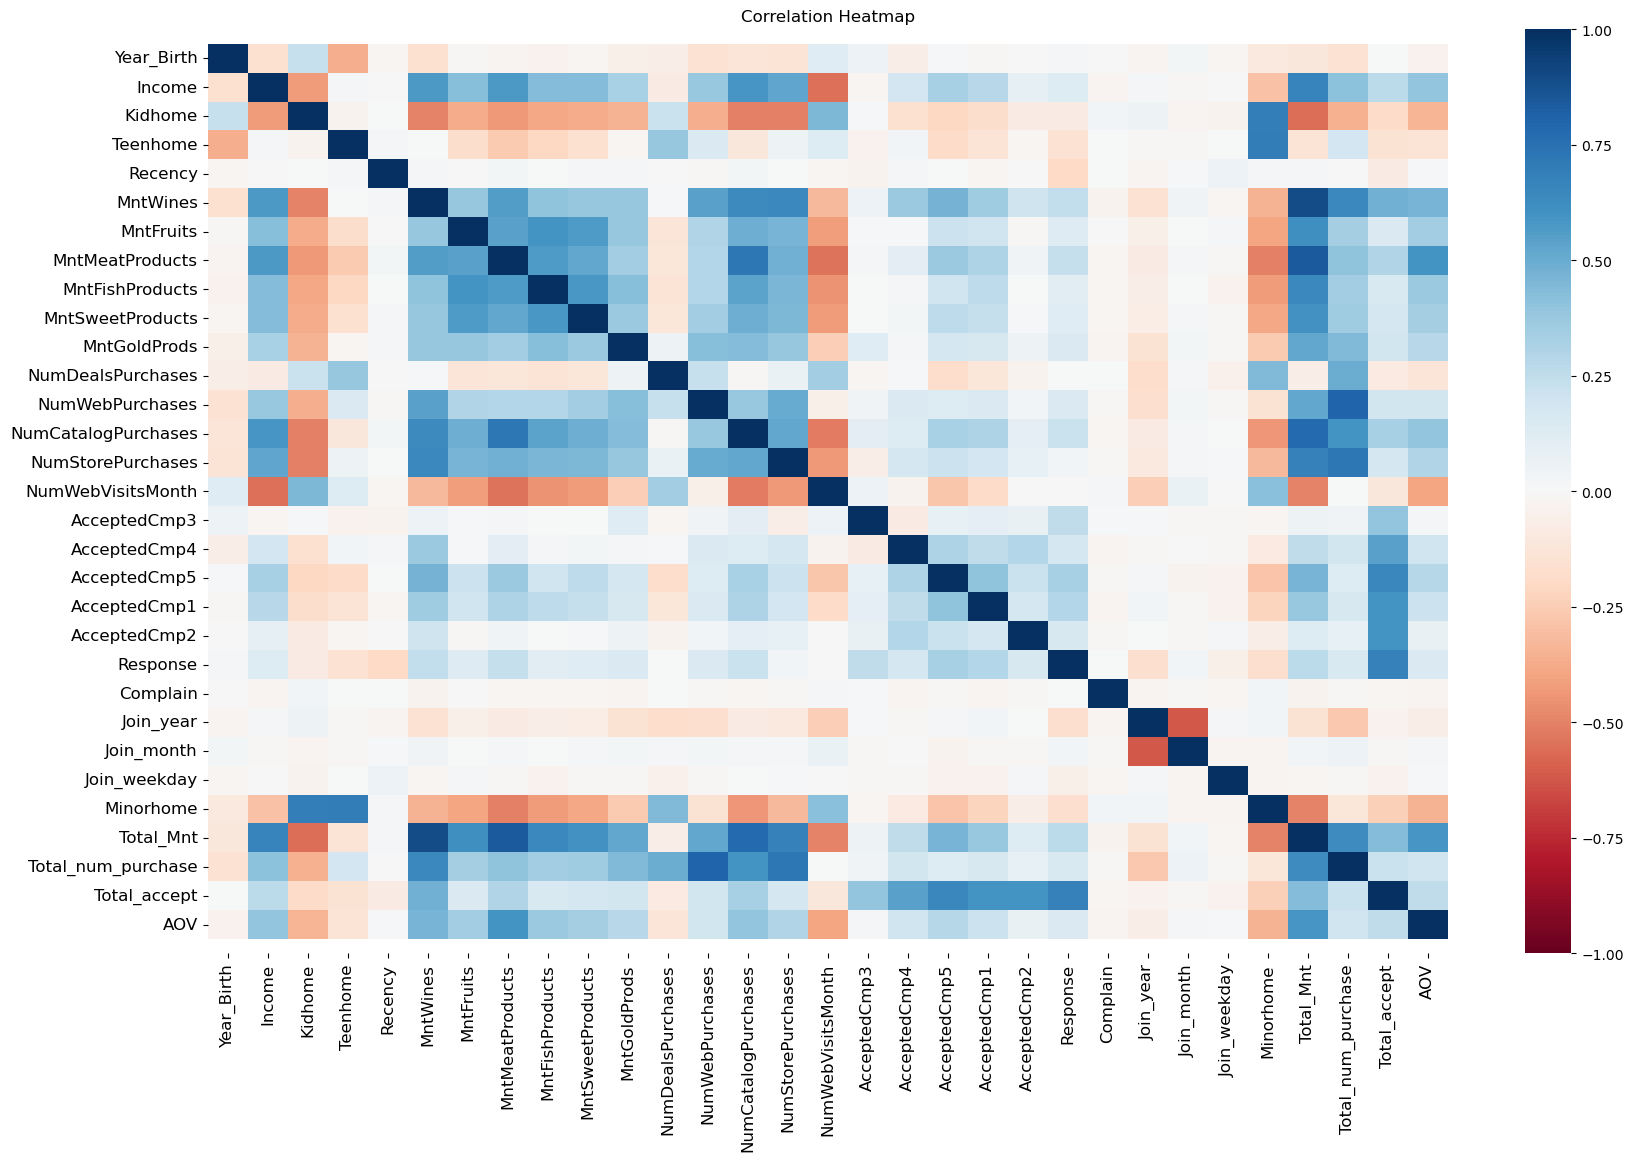 Correlation Heatmap
Year_Birth
Income
Kidhome
Teenhome
Recency
MntWines
MntFruits
MntMeatProducts
MntFishProducts
MntSweetProducts
MntGoldProds
NumDealsPurchases
NumWebPurchases
NumCatalogPurchases
NumStorePurchases
NumWebVisitsMonth
AcceptedCmp3
AcceptedCmp4
AcceptedCmp5
AcceptedCmp1
AcceptedCmp2
Response
Complain
Join_year
Join_month
Join_weekday
Minorhome
Total_Mnt
Total_num_purchase
Total_accept
AOV
Year_Birth
Income
Kidhome
Teenhome
Recency
MntWines
MntFruits
MntMeatProducts
MntFishProducts
MntSweetProducts
MntGoldProds
NumDealsPurchases
NumWebPurchases
NumCatalogPurchases
NumStorePurchases
NumWebVisitsMonth
AcceptedCmp3
AcceptedCmp4
AcceptedCmp5
AcceptedCmp1
AcceptedCmp2
Response
Complain
Join_year
Join_month
Join_weekday
Minorhome
Total_Mnt
Total_num_purchase
Total_accept
AOV
1.00
0.75
0.50
0.25
0.00
−0.25
−0.50
−0.75
−1.00